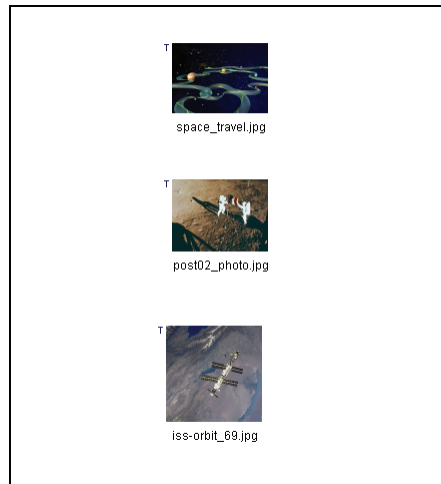 T
space_travel.jpg
T
post02_photo.jpg
T
iss-orbit_69.jpg